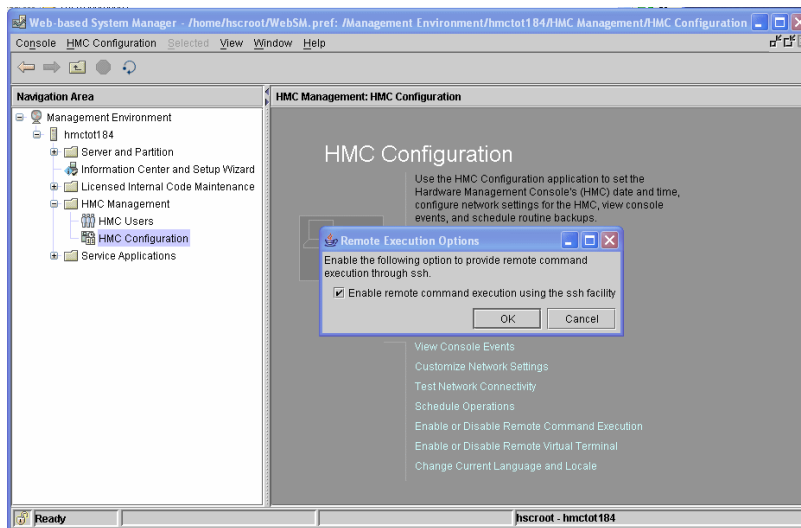 Web-based System Manager - /home/hscroot/WebSM.pref: /Management Environment/hmctot184/HMC Management/HMC Configuration
Console HMC Configuration Selected View Window Help
Navigation Area
Management Environment
hmctot184
Server and Partition
Information Center and Setup Wizard
Licensed Internal Code Maintenance
HMC Management
HMC Users
HMC Configuration
Service Applications
HMC Management: HMC Configuration
HMC Configuration
Use the HMC Configuration application to set the
Hardware Management Console's (HMC) date and time,
configure network settings for the HMC, view console
events, and schedule routine backups.
Remote Execution Options
Enable the following option to provide remote command
execution through ssh.
Enable remote command execution using the ssh facility
OK Cancel
View Console Events
Customize Network Settings
Test Network Connectivity
Schedule Operations
Enable or Disable Remote Command Execution
Enable or Disable Remote Virtual Terminal
Change Current Language and Locale
Ready
hscroot - hmctot184